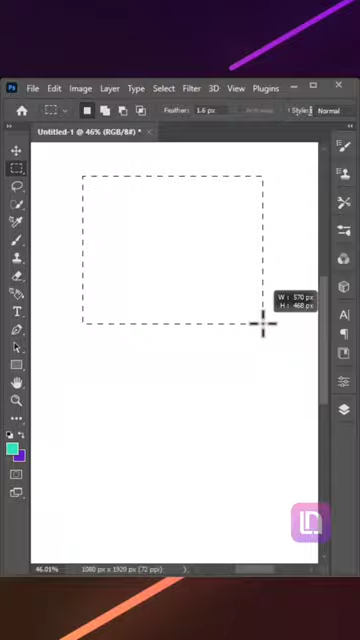 Ps File Edit Image Layer Type Select Filter 3D View Plugins
Feather: 1.6 px Style: Normal
Untitled-1 @ 46% (RGB/8#) *
W : 570 px
H : 468 px
46.01% 1080 px x 1920 px (72 ppi)